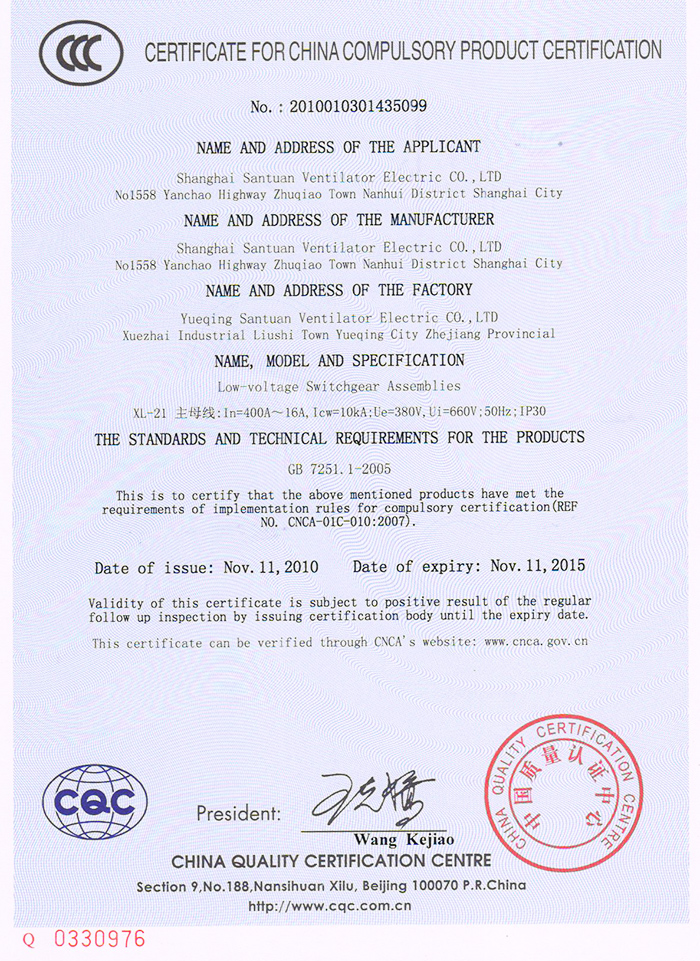 CCC CERTIFICATE FOR CHINA COMPULSORY PRODUCT CERTIFICATION
No. : 2010010301435099
NAME AND ADDRESS OF THE APPLICANT
Shanghai Santuan Ventilator Electric CO.,LTD
No1558 Yanchao Highway Zhuqiao Town Nanhui District Shanghai City
NAME AND ADDRESS OF THE MANUFACTURER
Shanghai Santuan Ventilator Electric CO.,LTD
No1558 Yanchao Highway Zhuqiao Town Nanhui District Shanghai City
NAME AND ADDRESS OF THE FACTORY
Yueqing Santuan Ventilator Electric CO.,LTD
Xuezhai Industrial Liushi Town Yueqing City Zhejiang Provincial
NAME, MODEL AND SPECIFICATION
Low-voltage Switchgear Assemblies
XL-21 主母线:In=400A～16A,Icw=10kA;Ue=380V,Ui=660V;50Hz;IP30
THE STANDARDS AND TECHNICAL REQUIREMENTS FOR THE PRODUCTS
GB 7251.1-2005
This is to certify that the above mentioned products have met the
requirements of implementation rules for compulsory certification(REF
NO. CNCA-01C-010:2007).
Date of issue: Nov.11,2010 Date of expiry: Nov.11,2015
Validity of this certificate is subject to positive result of the regular
follow up inspection by issuing certification body until the expiry date.
This certificate can be verified through CNCA's website: www.cnca.gov.cn
CHINA QUALITY CERTIFICATION CENTRE
中国质量认证中心
CQC
President: 王克娇
Wang Kejiao
CHINA QUALITY CERTIFICATION CENTRE
Section 9,No.188,Nansihuan Xilu, Beijing 100070 P.R.China
http://www.cqc.com.cn
Q 0330976